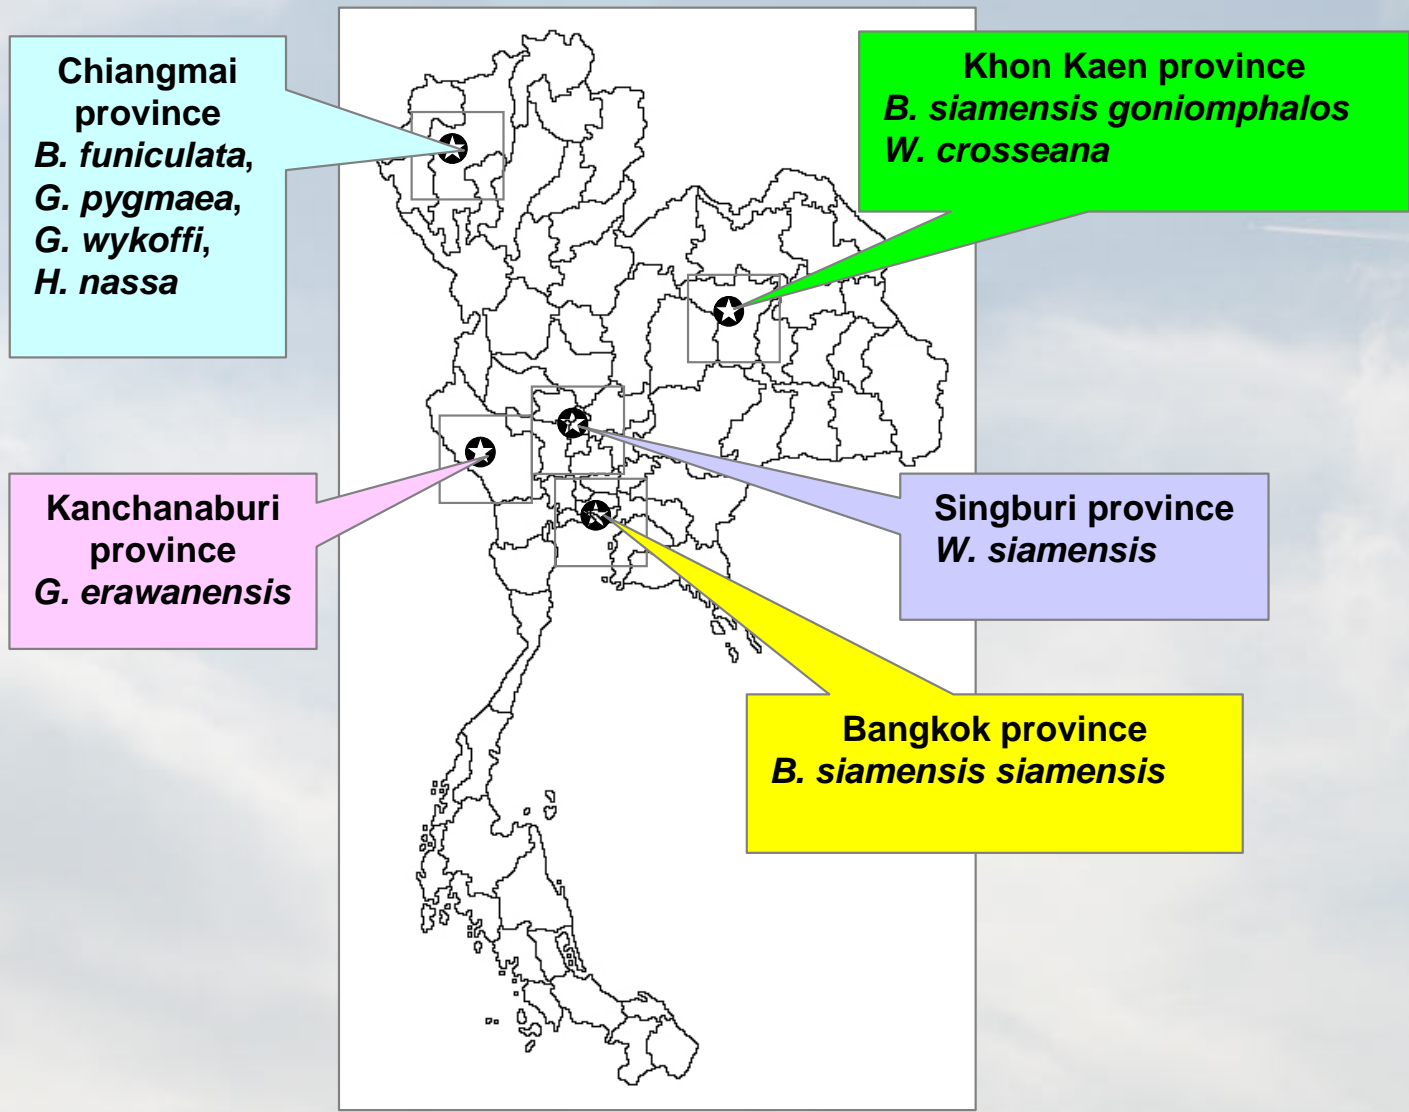 Chiangmai
province
B. funiculata,
G. pygmaea,
G. wykoffi,
H. nassa
Khon Kaen province
B. siamensis goniomphalos
W. crosseana
Kanchanaburi
province
G. erawanensis
Singburi province
W. siamensis
Bangkok province
B. siamensis siamensis